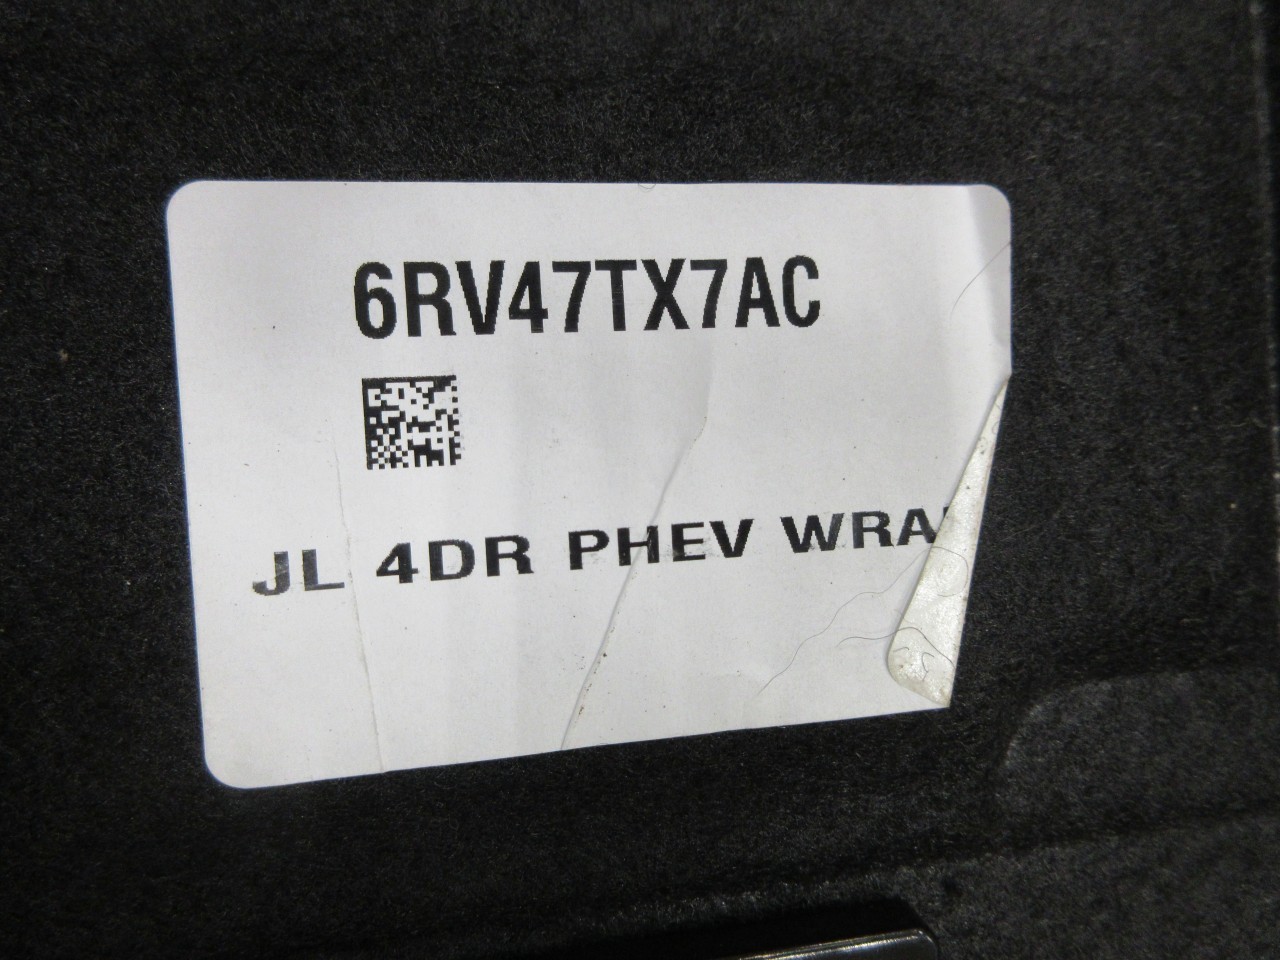 6RV47TX7AC
JL 4DR PHEV WRA